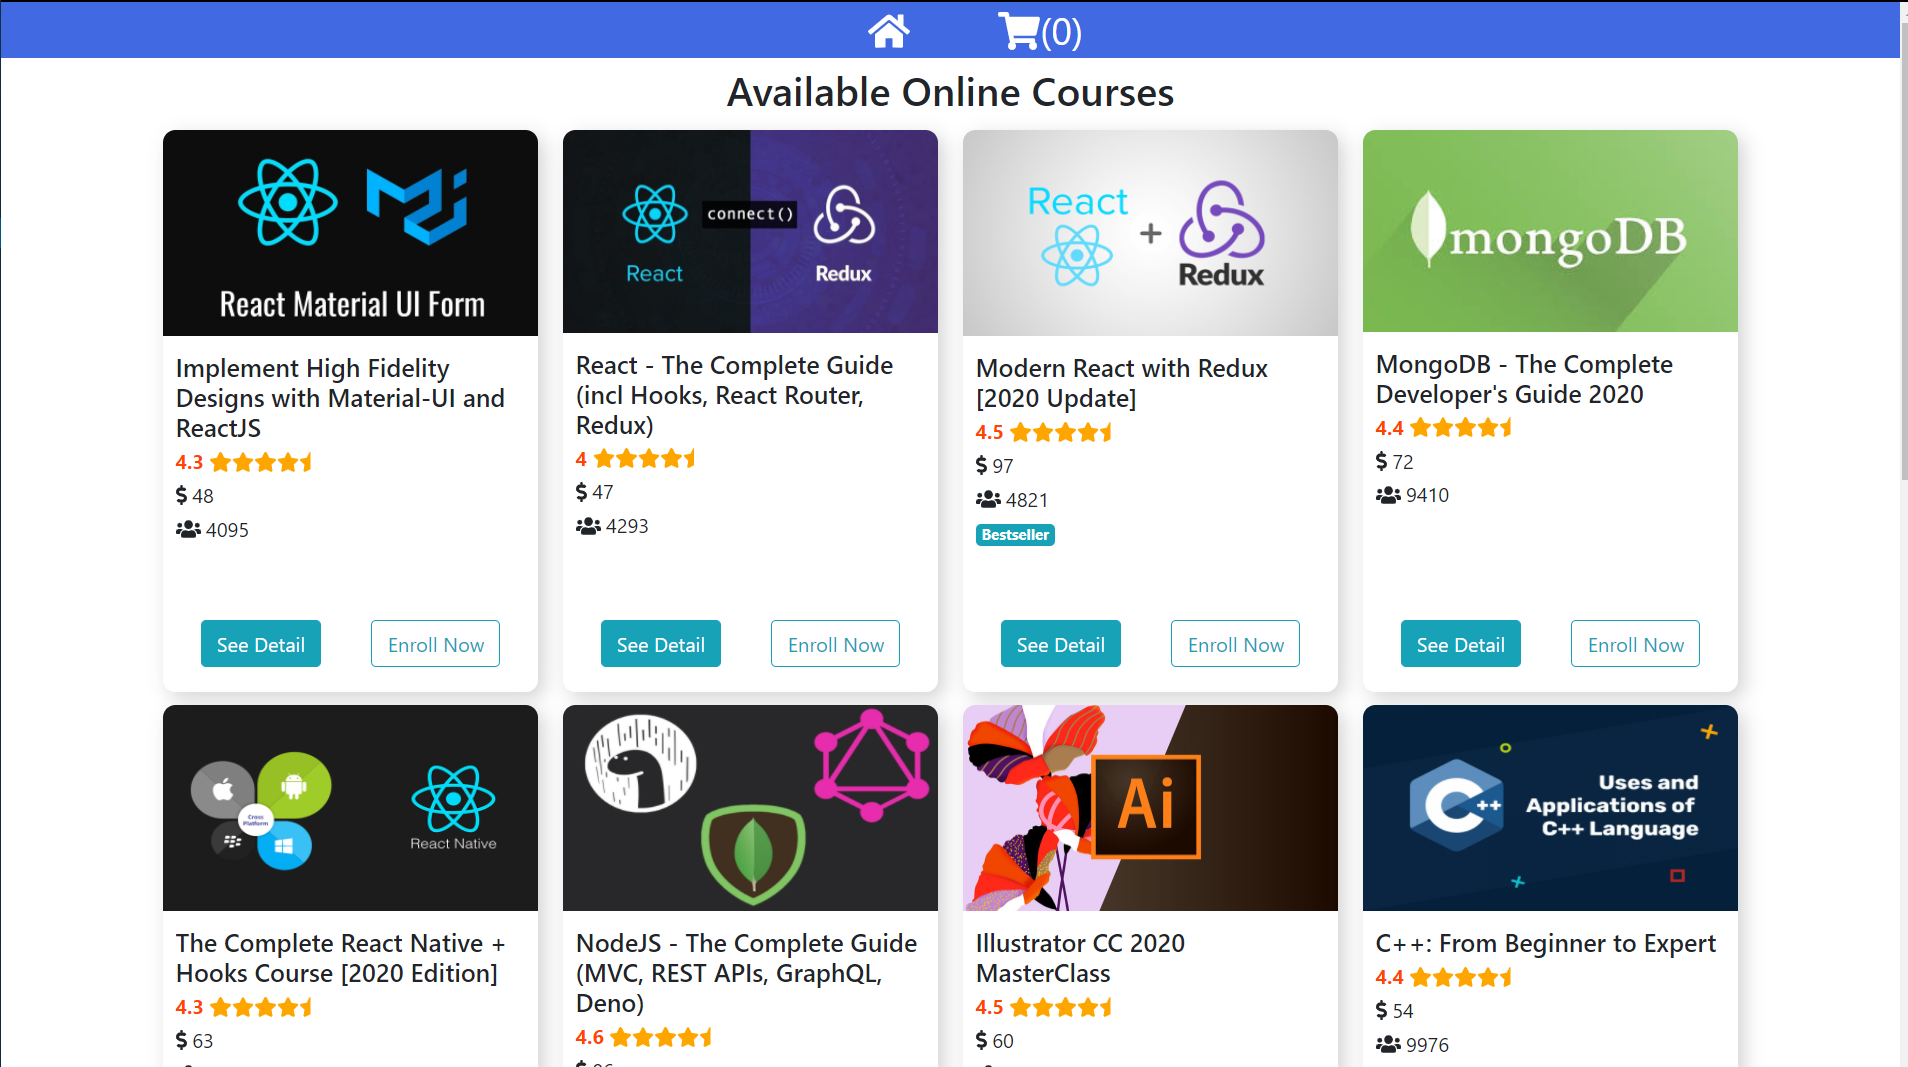 (0)
Available Online Courses
React Material UI Form
Implement High Fidelity
Designs with Material-UI and
ReactJS
4.3
$ 48
4095
See Detail
Enroll Now
connect()
React
Redux
React - The Complete Guide
(incl Hooks, React Router,
Redux)
4
$ 47
4293
See Detail
Enroll Now
React
+
Redux
Modern React with Redux
[2020 Update]
4.5
$ 97
4821
Bestseller
See Detail
Enroll Now
mongoDB
MongoDB - The Complete
Developer's Guide 2020
4.4
$ 72
9410
See Detail
Enroll Now
Cross
Platform
React Native
The Complete React Native +
Hooks Course [2020 Edition]
4.3
$ 63
NodeJS - The Complete Guide
(MVC, REST APIs, GraphQL,
Deno)
4.6
Ai
Illustrator CC 2020
MasterClass
4.5
$ 60
C++
Uses and
Applications of
C++ Language
C++: From Beginner to Expert
4.4
$ 54
9976